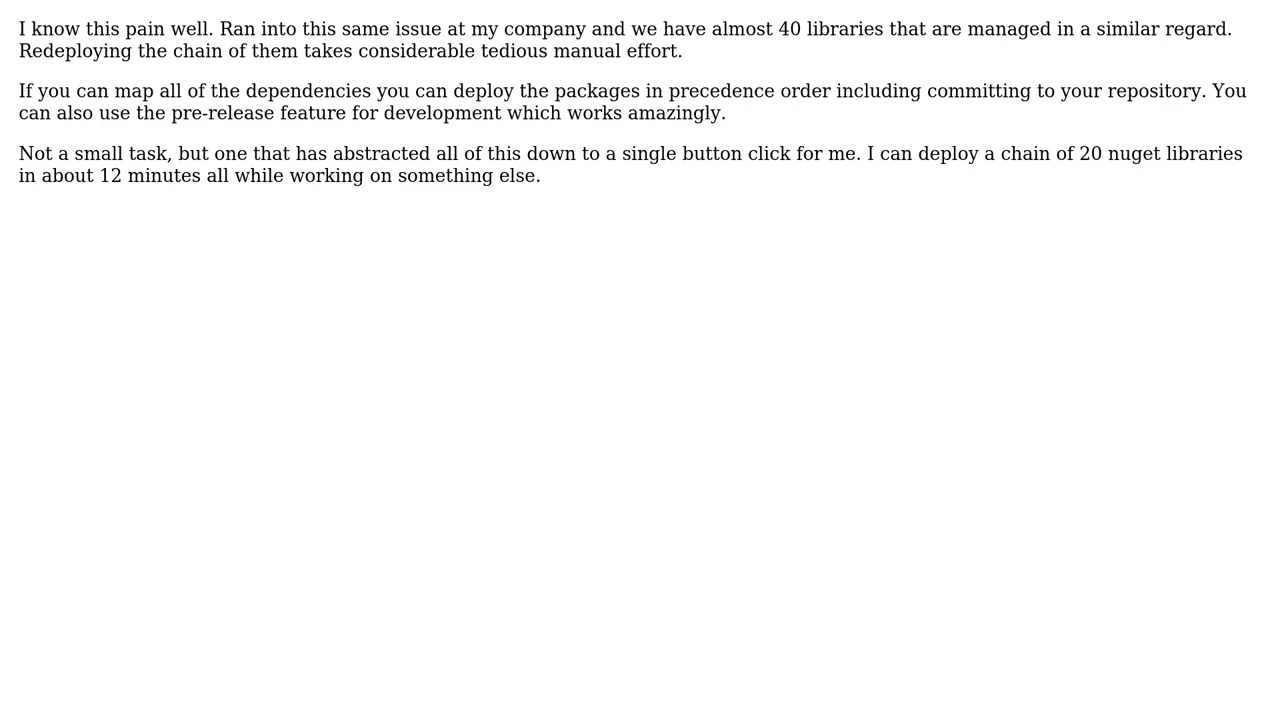 I know this pain well. Ran into this same issue at my company and we have almost 40 libraries that are managed in a similar regard.
Redeploying the chain of them takes considerable tedious manual effort.
If you can map all of the dependencies you can deploy the packages in precedence order including committing to your repository. You
can also use the pre-release feature for development which works amazingly.
Not a small task, but one that has abstracted all of this down to a single button click for me. I can deploy a chain of 20 nuget libraries
in about 12 minutes all while working on something else.